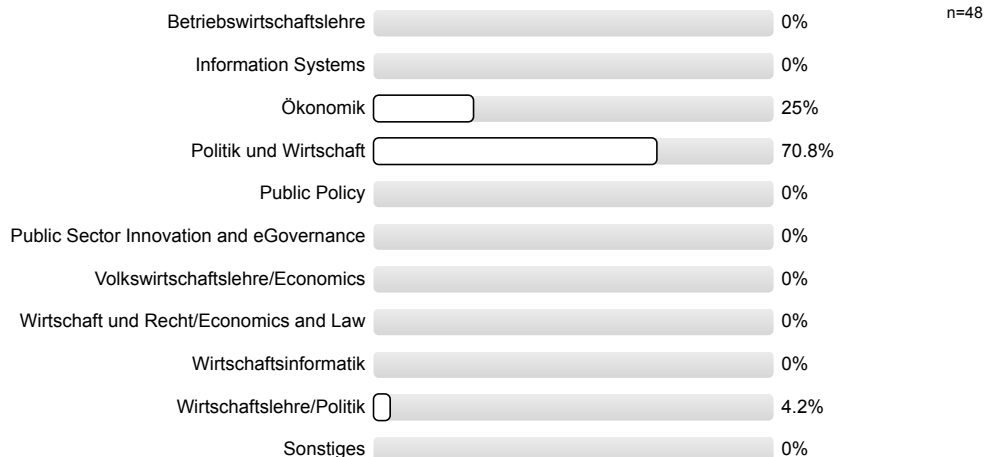 Betriebswirtschaftslehre 0% n=48
Information Systems 0%
Ökonomik 25%
Politik und Wirtschaft 70.8%
Public Policy 0%
Public Sector Innovation and eGovernance 0%
Volkswirtschaftslehre/Economics 0%
Wirtschaft und Recht/Economics and Law 0%
Wirtschaftsinformatik 0%
Wirtschaftslehre/Politik 4.2%
Sonstiges 0%